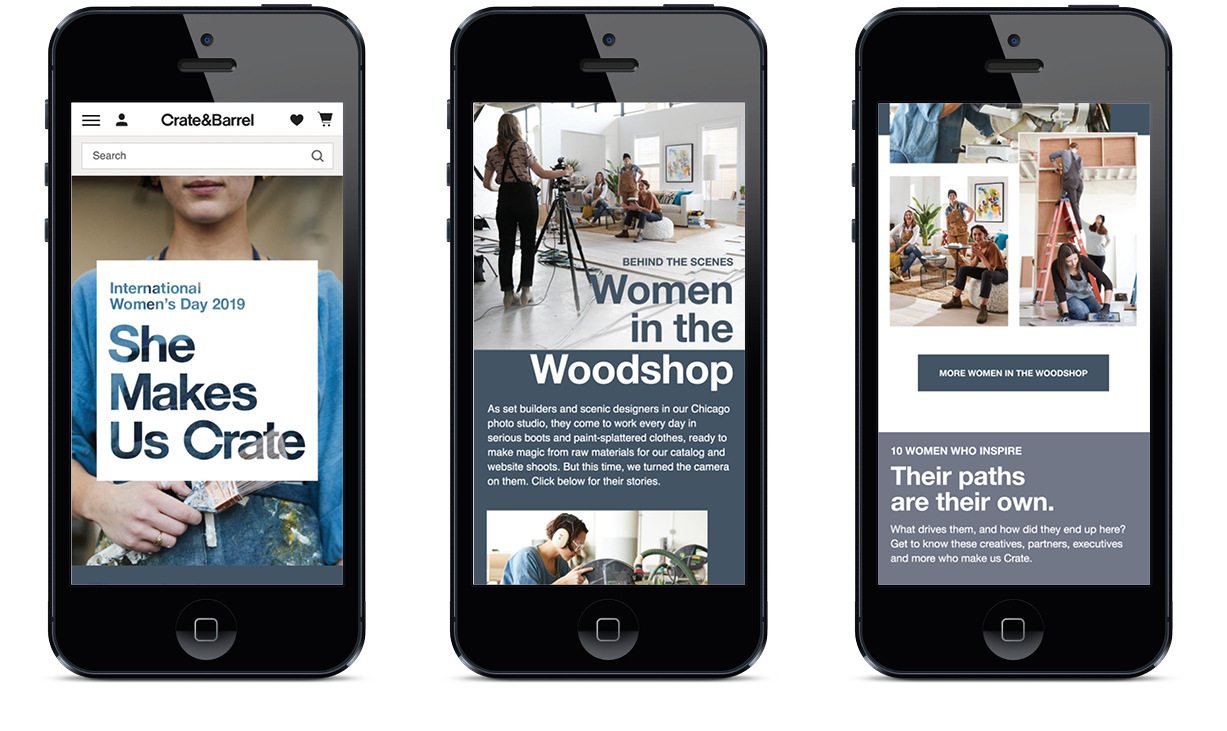 Crate&Barrel
Search
International
Women's Day 2019
She
Makes
Us Crate
BEHIND THE SCENES
Women
in the
Woodshop
As set builders and scenic designers in our Chicago
photo studio, they come to work every day in
serious boots and paint-splattered clothes, ready to
make magic from raw materials for our catalog and
website shoots. But this time, we turned the camera
on them. Click below for their stories.
MORE WOMEN IN THE WOODSHOP
10 WOMEN WHO INSPIRE
Their paths
are their own.
What drives them, and how did they end up here?
Get to know these creatives, partners, executives
and more who make us Crate.